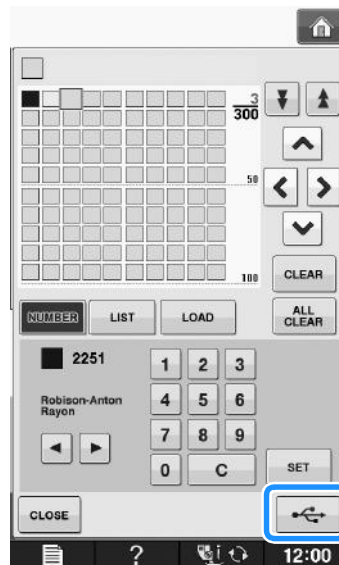 3
300
50
100
CLEAR
NUMBER
LIST
LOAD
ALL
CLEAR
2251
Robison-Anton
Rayon
1 2 3
4 5 6
7 8 9
0 C
SET
CLOSE
? 12:00